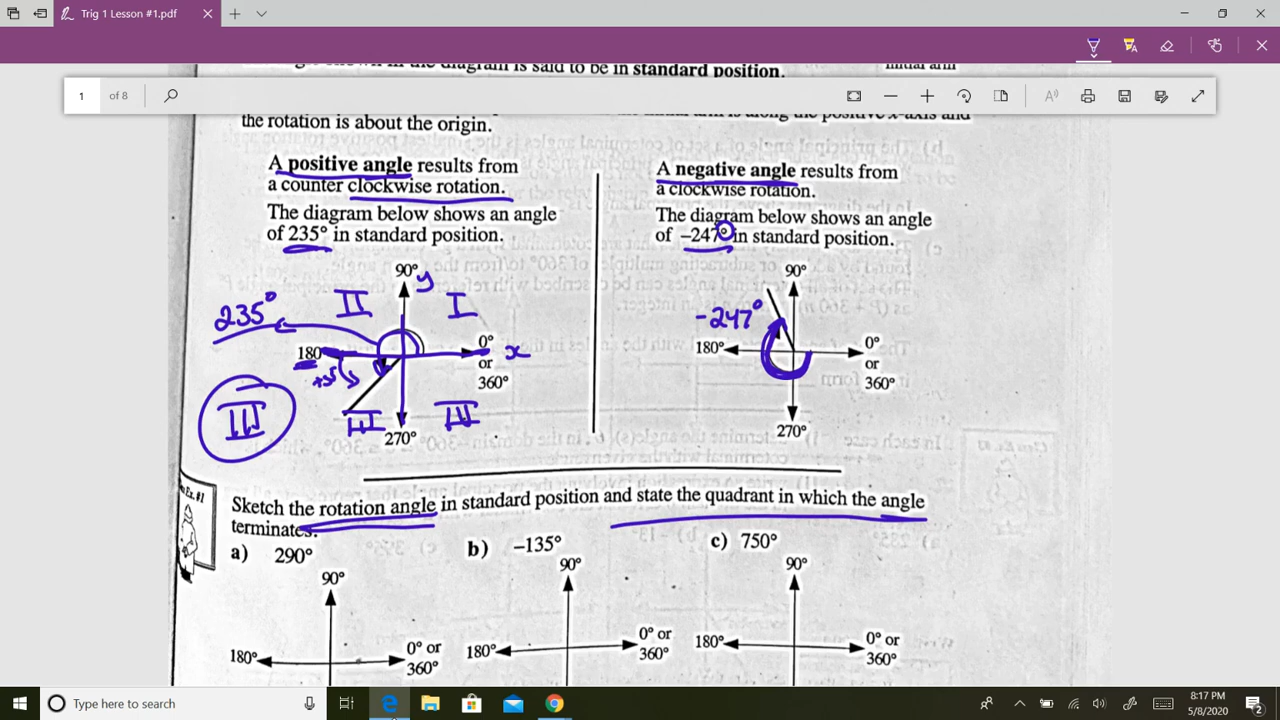 Trig 1 Lesson #1.pdf
diagram is said to be in standard position.
initial arm
1 of 8
the rotation is about the origin.
A positive angle results from
a counter clockwise rotation.
The diagram below shows an angle
of 235° in standard position.
90° y
235° II I
180 0° x
or
360°
III
270°
A negative angle results from
a clockwise rotation.
The diagram below shows an angle
of –247° in standard position.
90°
-247°
180° 0°
or
360°
270°
Sketch the rotation angle in standard position and state the quadrant in which the angle
terminates.
a) 290°
90°
180° 0° or
360°
b) –135°
90°
180° 0° or
360°
c) 750°
90°
180° 0° or
360°
Type here to search
8:17 PM
5/8/2020
2